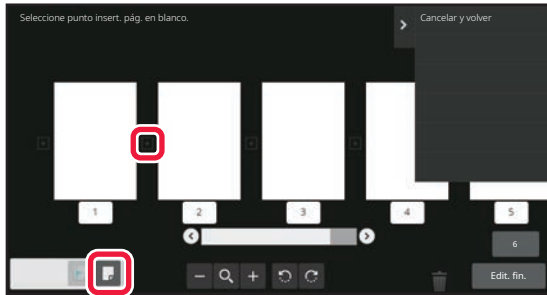 Seleccione punto insert. pág. en blanco.
Cancelar y volver
1
2
3
4
5
6
Edit. fin.